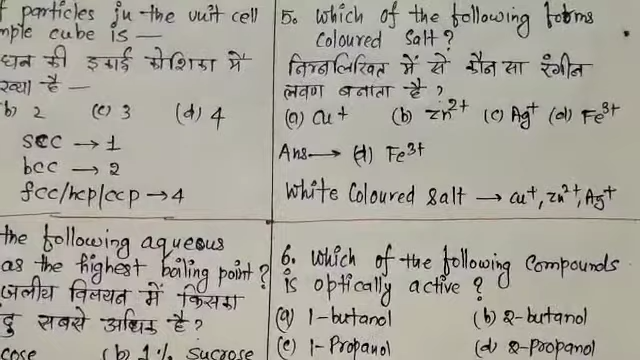 f particles in the unit cell
mple cube is —
घन की इकाई कोशिका में
ख्या है —
b) 2 (c) 3 (d) 4
scc → 1
bcc → 2
fcc/hcp/ccp → 4
5. Which of the following forms
coloured salt?
निम्नलिखित में से कौन सा रंगीन
लवण बनाता है ?
(a) Cu+ (b) Zn2+ (c) Ag+ (d) Fe3+
Ans → (d) Fe3+
White Coloured Salt → Cu+, Zn2+, Ag+
the following aqueous
as the highest boiling point?
जलीय विलयन में किसका
सबसे अधिक है?
cose (b) 1% sucrose
6. Which of the following Compounds
is optically active ?
(a) 1-butanol (b) 2-butanol
(c) 1-Propanol (d) 2-Propanol